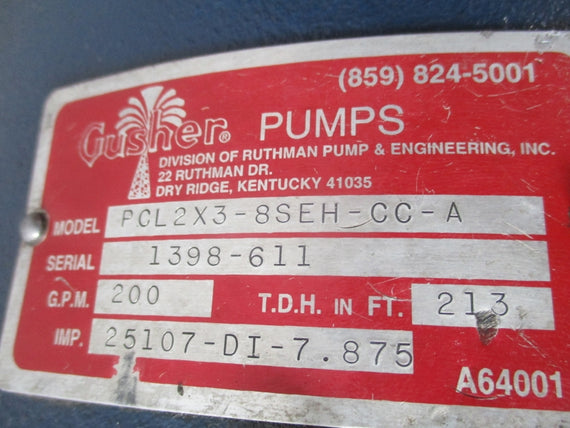 (859) 824-5001
Gusher® PUMPS
DIVISION OF RUTHMAN PUMP & ENGINEERING, INC.
22 RUTHMAN DR.
DRY RIDGE, KENTUCKY 41035
MODEL PCL2X3-8SEH-CC-A
SERIAL 1398-611
G.P.M. 200 T.D.H. IN FT. 213
IMP. 25107-DI-7.875
A64001